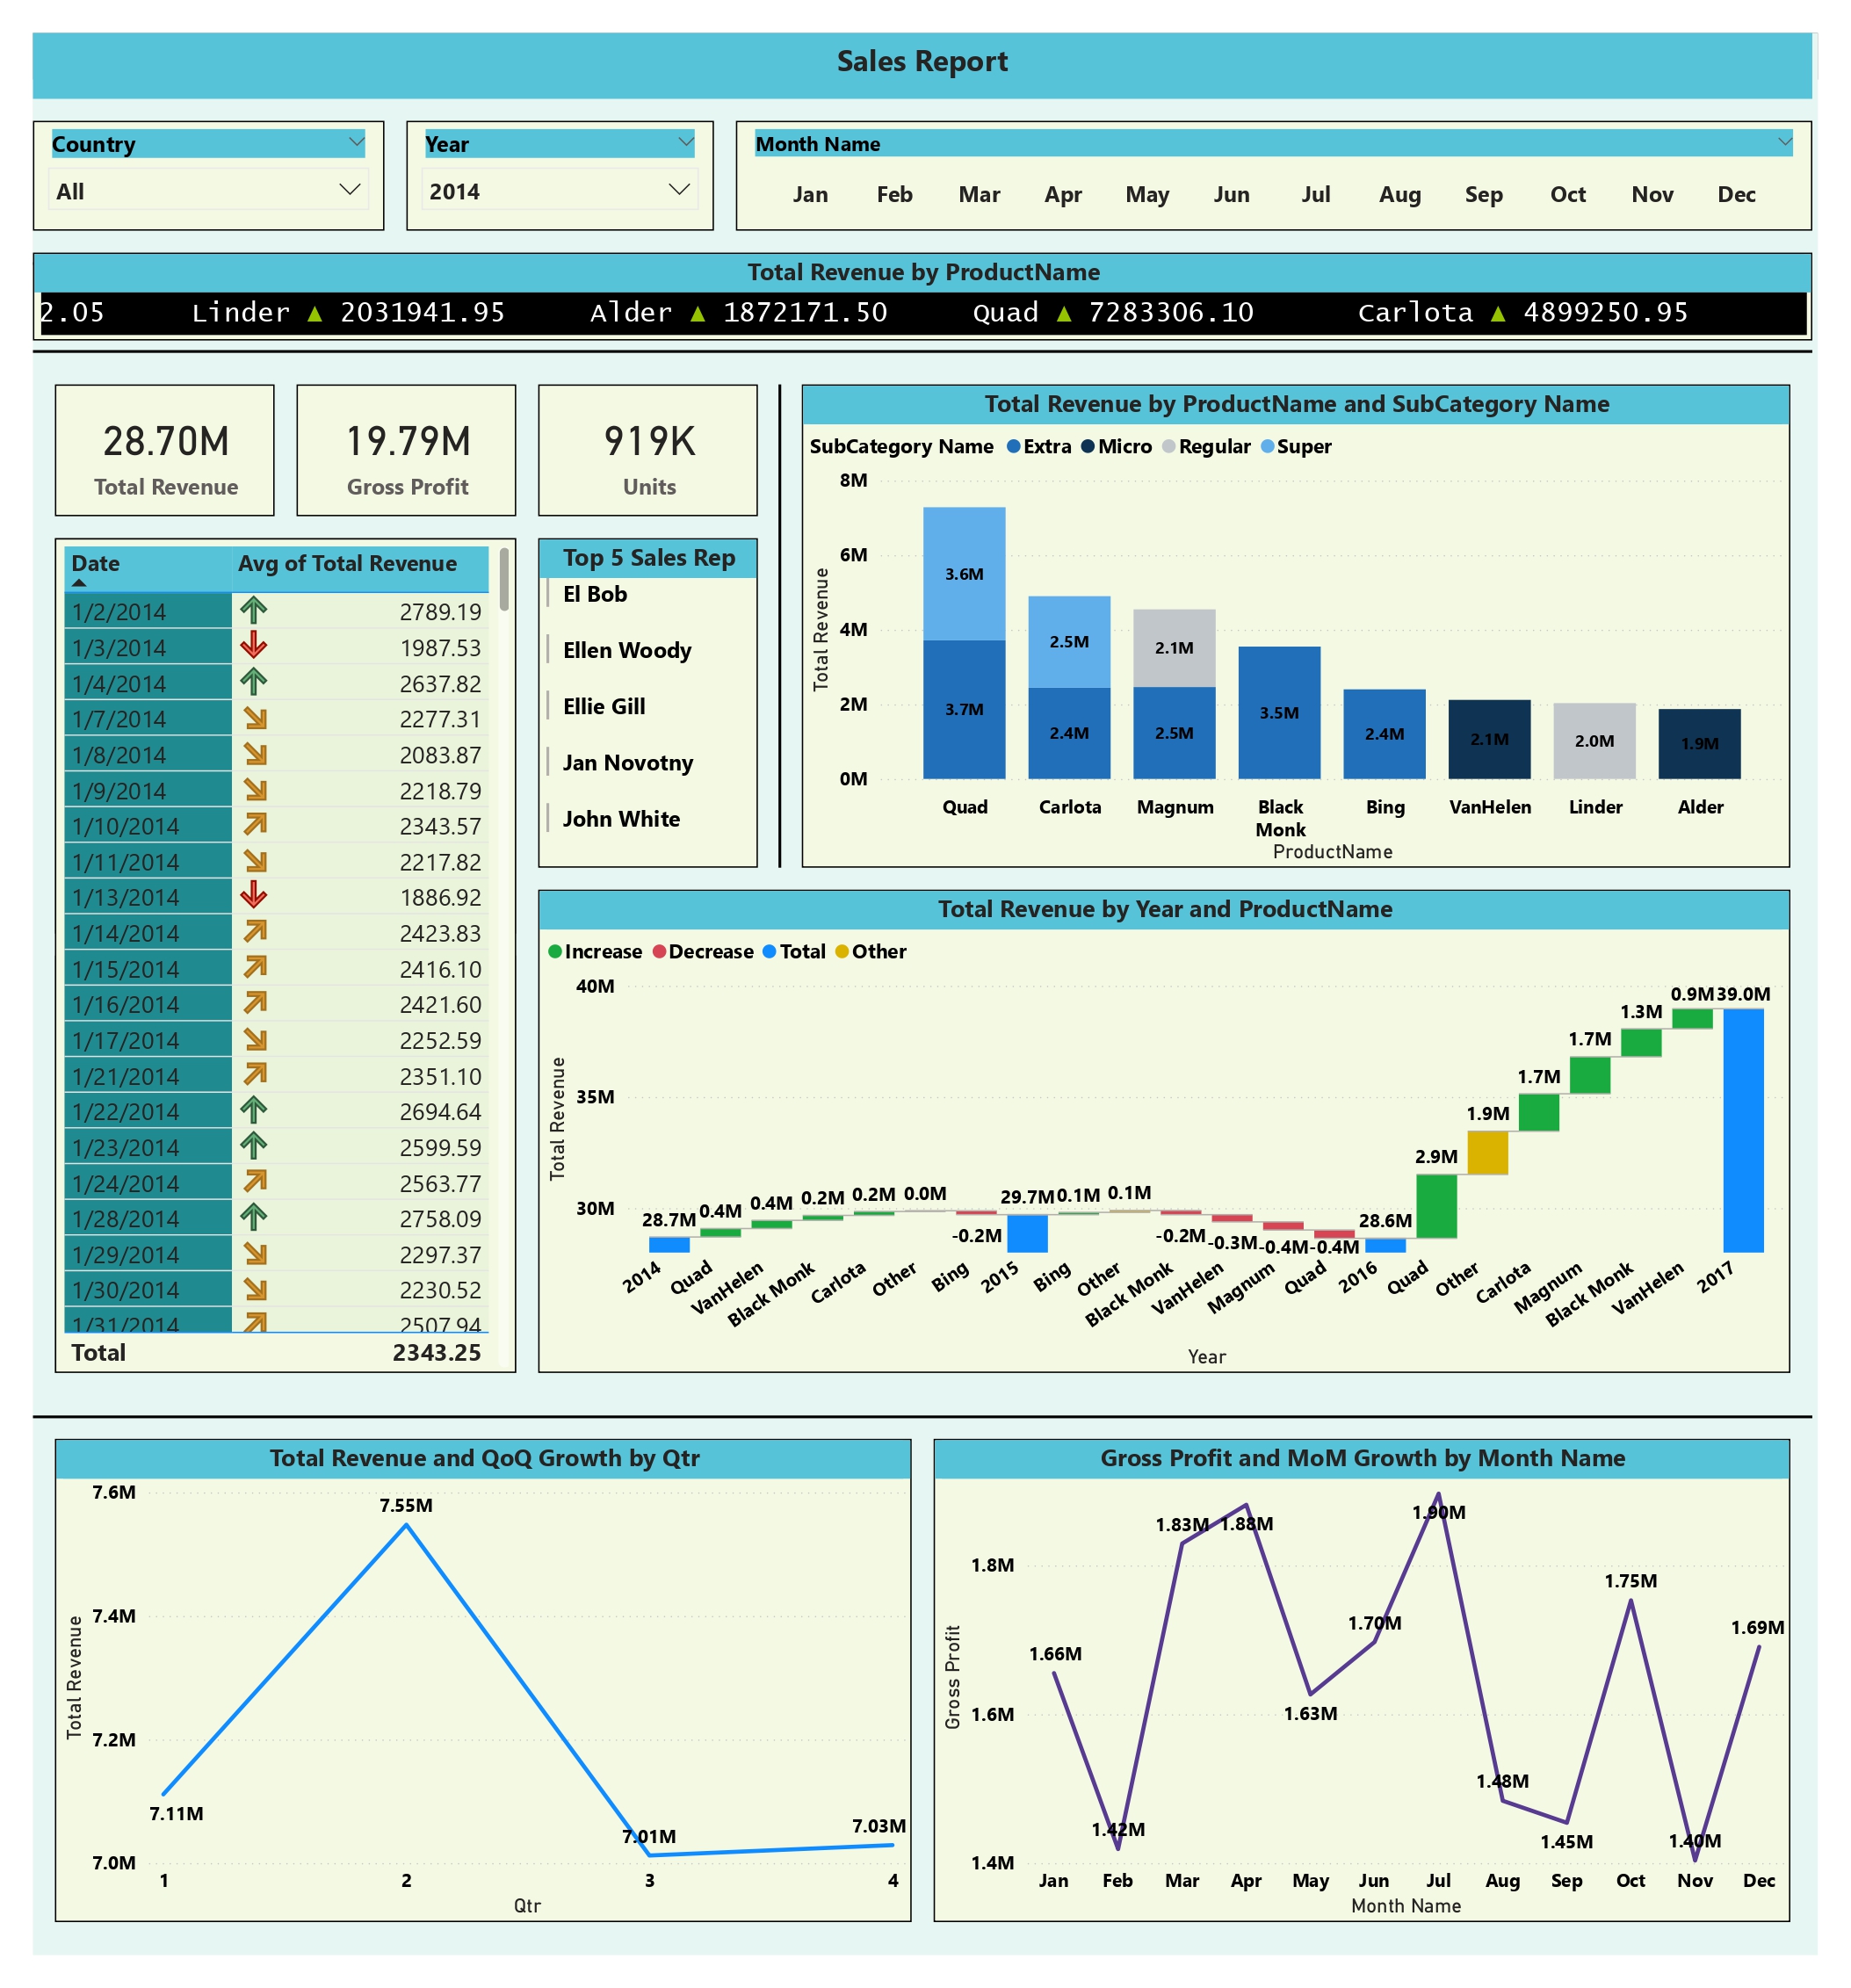 Sales Report
Country
All
Year
2014
Month Name
Jan Feb Mar Apr May Jun Jul Aug Sep Oct Nov Dec
Total Revenue by ProductName
2.05 Linder ▲ 2031941.95 Alder ▲ 1872171.50 Quad ▲ 7283306.10 Carlota ▲ 4899250.95
28.70M
Total Revenue
19.79M
Gross Profit
919K
Units
Date Avg of Total Revenue
1/2/2014 2789.19
1/3/2014 1987.53
1/4/2014 2637.82
1/7/2014 2277.31
1/8/2014 2083.87
1/9/2014 2218.79
1/10/2014 2343.57
1/11/2014 2217.82
1/13/2014 1886.92
1/14/2014 2423.83
1/15/2014 2416.10
1/16/2014 2421.60
1/17/2014 2252.59
1/21/2014 2351.10
1/22/2014 2694.64
1/23/2014 2599.59
1/24/2014 2563.77
1/28/2014 2758.09
1/29/2014 2297.37
1/30/2014 2230.52
1/31/2014 2507.94
Total 2343.25
Top 5 Sales Rep
El Bob
Ellen Woody
Ellie Gill
Jan Novotny
John White
Total Revenue by ProductName and SubCategory Name
SubCategory Name Extra Micro Regular Super
Total Revenue
8M
6M
4M
2M
0M
3.6M
3.7M
2.5M
2.4M
2.1M
2.5M
3.5M
2.4M
2.1M
2.0M
1.9M
Quad Carlota Magnum Black Monk Bing VanHelen Linder Alder
ProductName
Total Revenue by Year and ProductName
Increase Decrease Total Other
Total Revenue
40M
35M
30M
28.7M 0.4M 0.4M 0.2M 0.2M 0.0M -0.2M 29.7M 0.1M 0.1M -0.2M -0.3M -0.4M -0.4M 28.6M 2.9M 1.9M 1.7M 1.7M 1.3M 0.9M 39.0M
2014 Quad VanHelen Black Monk Carlota Other Bing 2015 Bing Other Black Monk VanHelen Magnum Quad 2016 Quad Other Carlota Magnum Black Monk VanHelen 2017
Year
Total Revenue and QoQ Growth by Qtr
Total Revenue
7.6M
7.4M
7.2M
7.0M
7.11M 7.55M 7.01M 7.03M
1 2 3 4
Qtr
Gross Profit and MoM Growth by Month Name
Gross Profit
1.8M
1.6M
1.4M
1.66M 1.42M 1.83M 1.88M 1.63M 1.70M 1.90M 1.48M 1.45M 1.75M 1.40M 1.69M
Jan Feb Mar Apr May Jun Jul Aug Sep Oct Nov Dec
Month Name